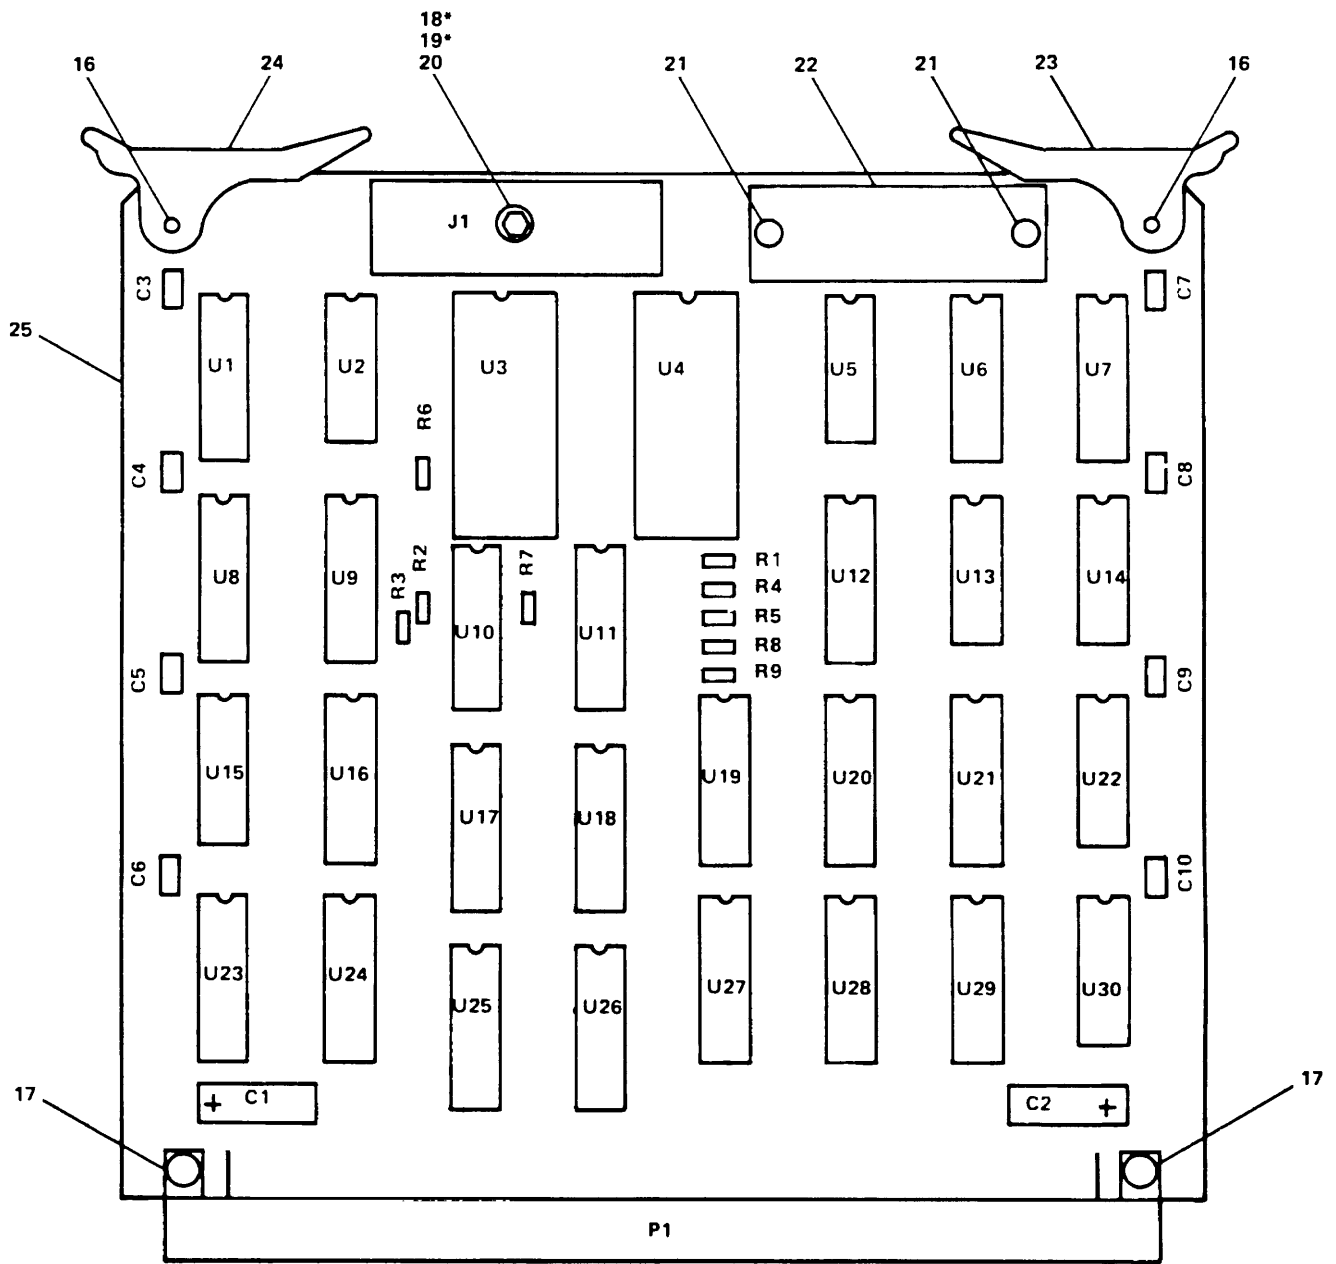 18*
19*
16 24 20 21 22 21 23 16
J1
C3 C7
25
U1 U2 U3 U4 U5 U6 U7
R6
C4 C8
R2 R7
R1
U8 U9 R3 U12 U13 U14
R4
R5
U10 U11
R8
R9
C5 C9
U15 U16 U19 U20 U21 U22
U17 U18
C6 C10
U23 U24 U27 U28 U29 U30
U25 U26
17 + C1 C2 + 17
P1